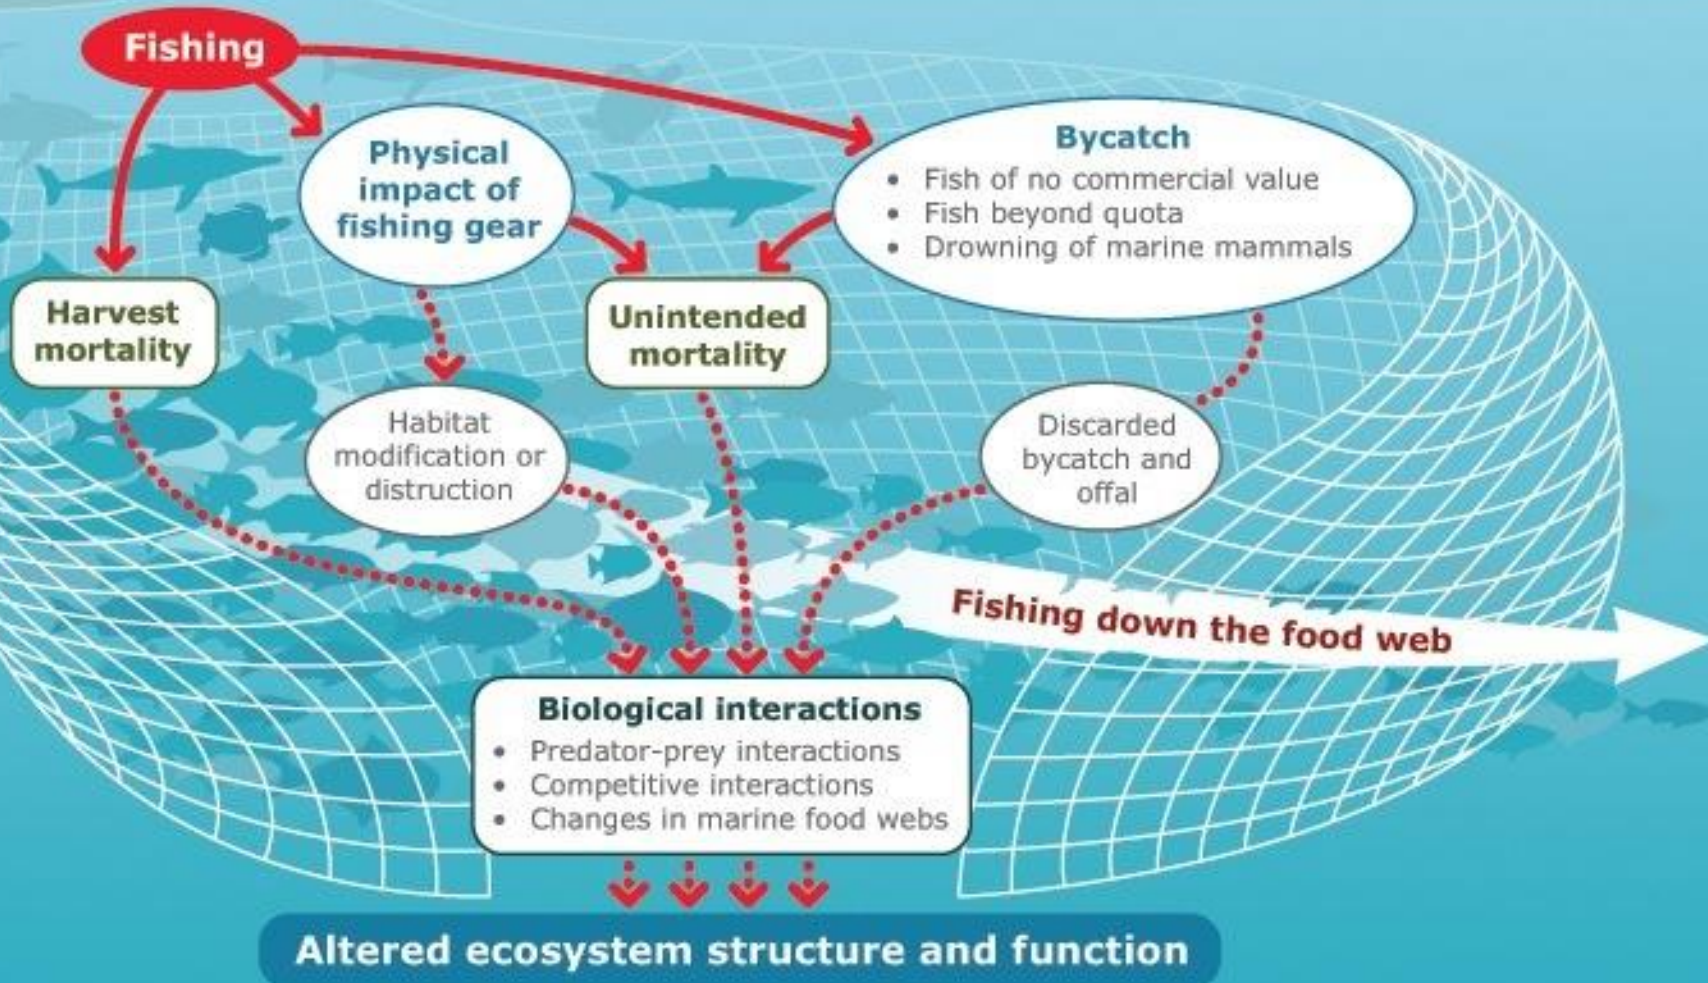 Fishing
Physical
impact of
fishing gear
Bycatch
• Fish of no commercial value
• Fish beyond quota
• Drowning of marine mammals
Harvest
mortality
Unintended
mortality
Habitat
modification or
distruction
Discarded
bycatch and
offal
Fishing down the food web
Biological interactions
• Predator-prey interactions
• Competitive interactions
• Changes in marine food webs
Altered ecosystem structure and function